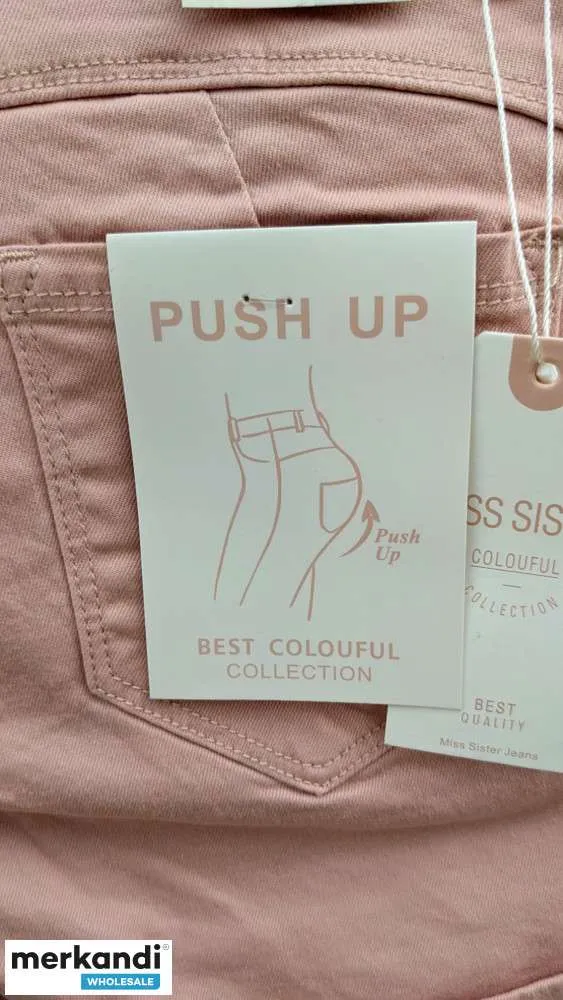 PUSH UP
Push
Up
BEST COLOUFUL
COLLECTION
SS SIS
COLOUFUL
COLLECTION
BEST
QUALITY
Miss Sister Jeans
merkandi®
WHOLESALE